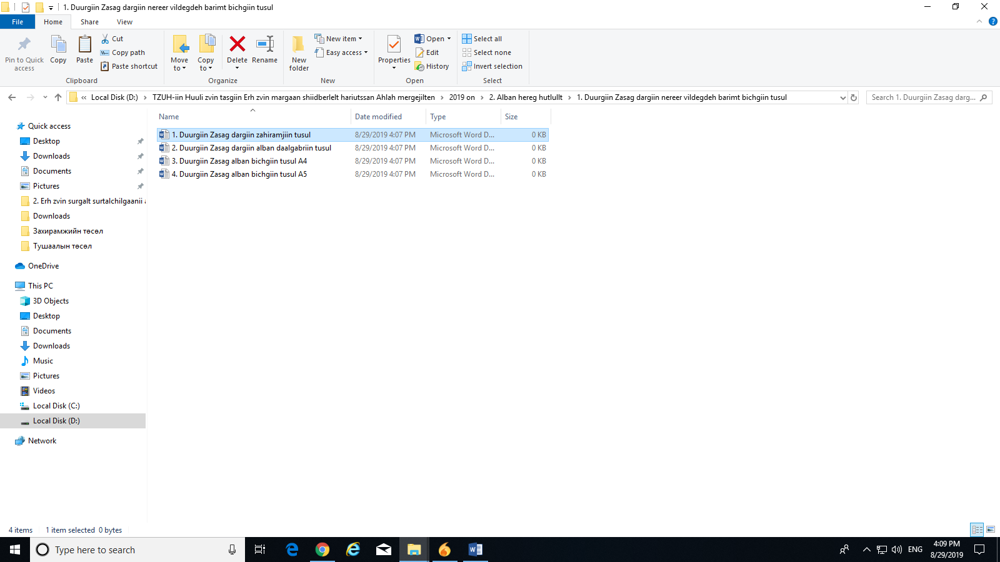 1. Duurgiin Zasag dargiin nereer vildegdeh barimt bichgiin tusul
File Home Share View
Pin to Quick access
Copy
Paste
Cut
Copy path
Paste shortcut
Clipboard
Move to
Copy to
Delete
Rename
Organize
New folder
New item
Easy access
New
Properties
Open
Edit
History
Open
Select all
Select none
Invert selection
Select
« Local Disk (D:) › TZUH-iin Huuli zvin tasgiin Erh zvin margaan shiidberlelt hariutssan Ahlah mergejilten › 2019 on › 2. Alban hereg hutlullt › 1. Duurgiin Zasag dargiin nereer vildegdeh barimt bichgiin tusul
Search 1. Duurgiin Zasag darg...
Quick access
Desktop
Downloads
Documents
Pictures
2. Erh zvin surgalt surtalchilgaanii a
Downloads
Захирамжийн төсөл
Тушаалын төсөл
OneDrive
This PC
3D Objects
Desktop
Documents
Downloads
Music
Pictures
Videos
Local Disk (C:)
Local Disk (D:)
Network
Name Date modified Type Size
1. Duurgiin Zasag dargiin zahiramjiin tusul 8/29/2019 4:07 PM Microsoft Word D... 0 KB
2. Duurgiin Zasag dargiin alban daalgabriin tusul 8/29/2019 4:07 PM Microsoft Word D... 0 KB
3. Duurgiin Zasag alban bichgiin tusul A4 8/29/2019 4:07 PM Microsoft Word D... 0 KB
4. Duurgiin Zasag alban bichgiin tusul A5 8/29/2019 4:07 PM Microsoft Word D... 0 KB
4 items 1 item selected 0 bytes
Type here to search
ENG
4:09 PM
8/29/2019